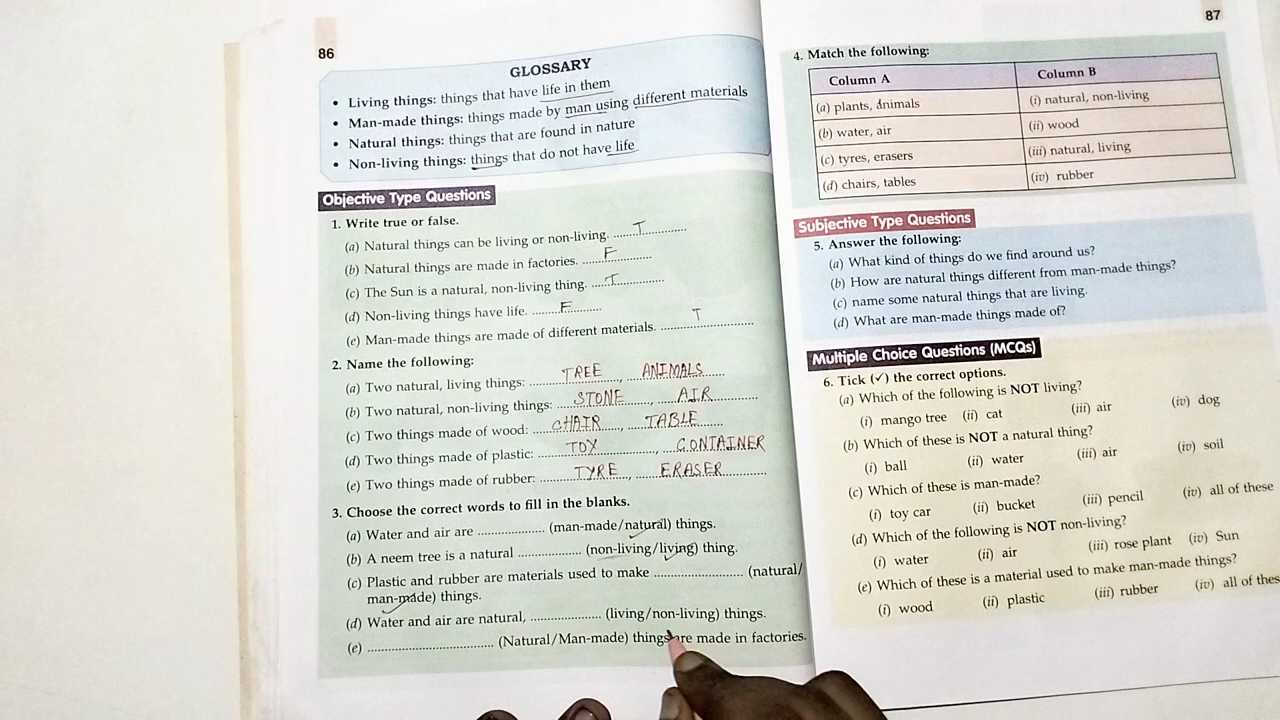 86
GLOSSARY
• Living things: things that have life in them
• Man-made things: things made by man using different materials
• Natural things: things that are found in nature
• Non-living things: things that do not have life
Objective Type Questions
1. Write true or false.
(a) Natural things can be living or non-living. ....................T....................
(b) Natural things are made in factories. ..........F..........
(c) The Sun is a natural, non-living thing. ..........T..........
(d) Non-living things have life. ..........F..........
(e) Man-made things are made of different materials. ..........T..........
2. Name the following:
(a) Two natural, living things: ..........TREE.........., ..........ANIMALS..........
(b) Two natural, non-living things: ..........STONE.........., ..........AIR..........
(c) Two things made of wood: ..........CHAIR.........., ..........TABLE..........
(d) Two things made of plastic: ..........TOY.........., ..........CONTAINER
(e) Two things made of rubber: ..........TYRE.........., ..........ERASER..........
3. Choose the correct words to fill in the blanks.
(a) Water and air are .................... (man-made/natural) things.
(b) A neem tree is a natural .................... (non-living/living) thing.
(c) Plastic and rubber are materials used to make .......................... (natural/
man-made) things.
(d) Water and air are natural, .................... (living/non-living) things.
(e) .................................... (Natural/Man-made) things are made in factories.
87
4. Match the following:
Column A Column B
(a) plants, animals (i) natural, non-living
(b) water, air (ii) wood
(c) tyres, erasers (iii) natural, living
(d) chairs, tables (iv) rubber
Subjective Type Questions
5. Answer the following:
(a) What kind of things do we find around us?
(b) How are natural things different from man-made things?
(c) name some natural things that are living.
(d) What are man-made things made of?
Multiple Choice Questions (MCQs)
6. Tick (✓) the correct options.
(a) Which of the following is NOT living?
(i) mango tree (ii) cat (iii) air (iv) dog
(b) Which of these is NOT a natural thing?
(i) ball (ii) water (iii) air (iv) soil
(c) Which of these is man-made?
(i) toy car (ii) bucket (iii) pencil (iv) all of these
(d) Which of the following is NOT non-living?
(i) water (ii) air (iii) rose plant (iv) Sun
(e) Which of these is a material used to make man-made things?
(i) wood (ii) plastic (iii) rubber (iv) all of thes